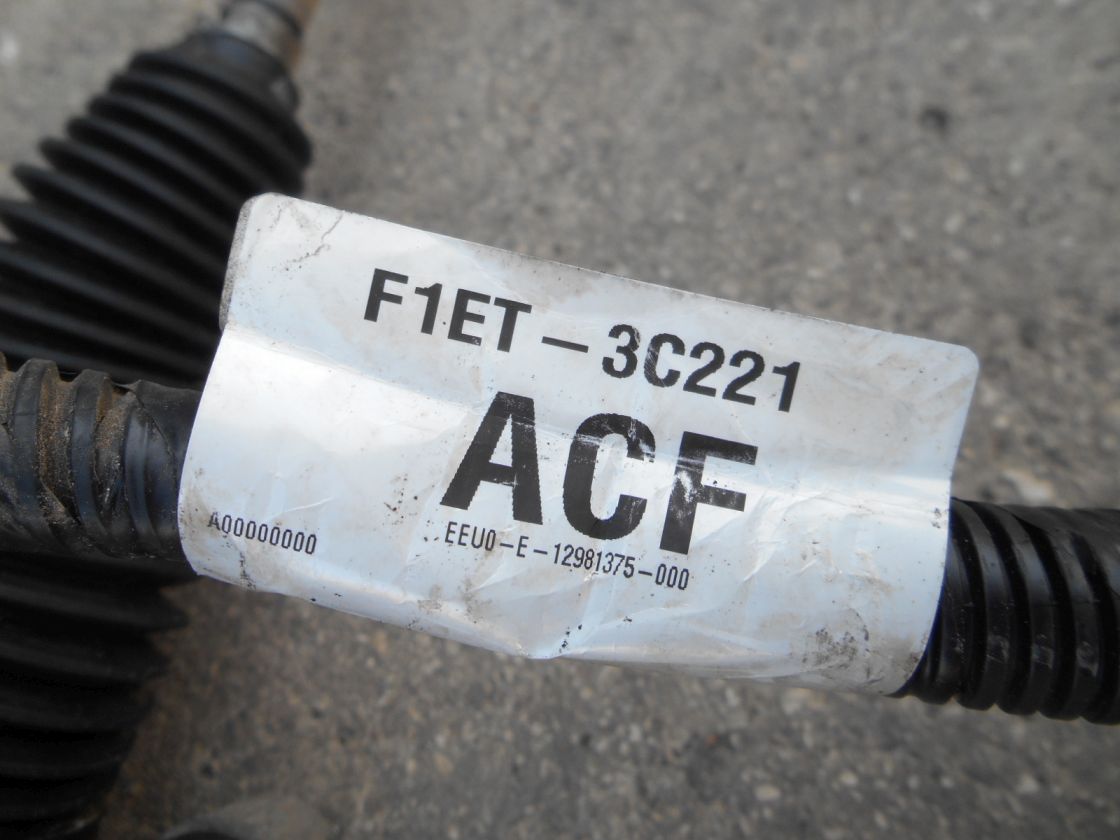 F1ET-3C221
ACF
EEU0-E-12981375-000
A00000000